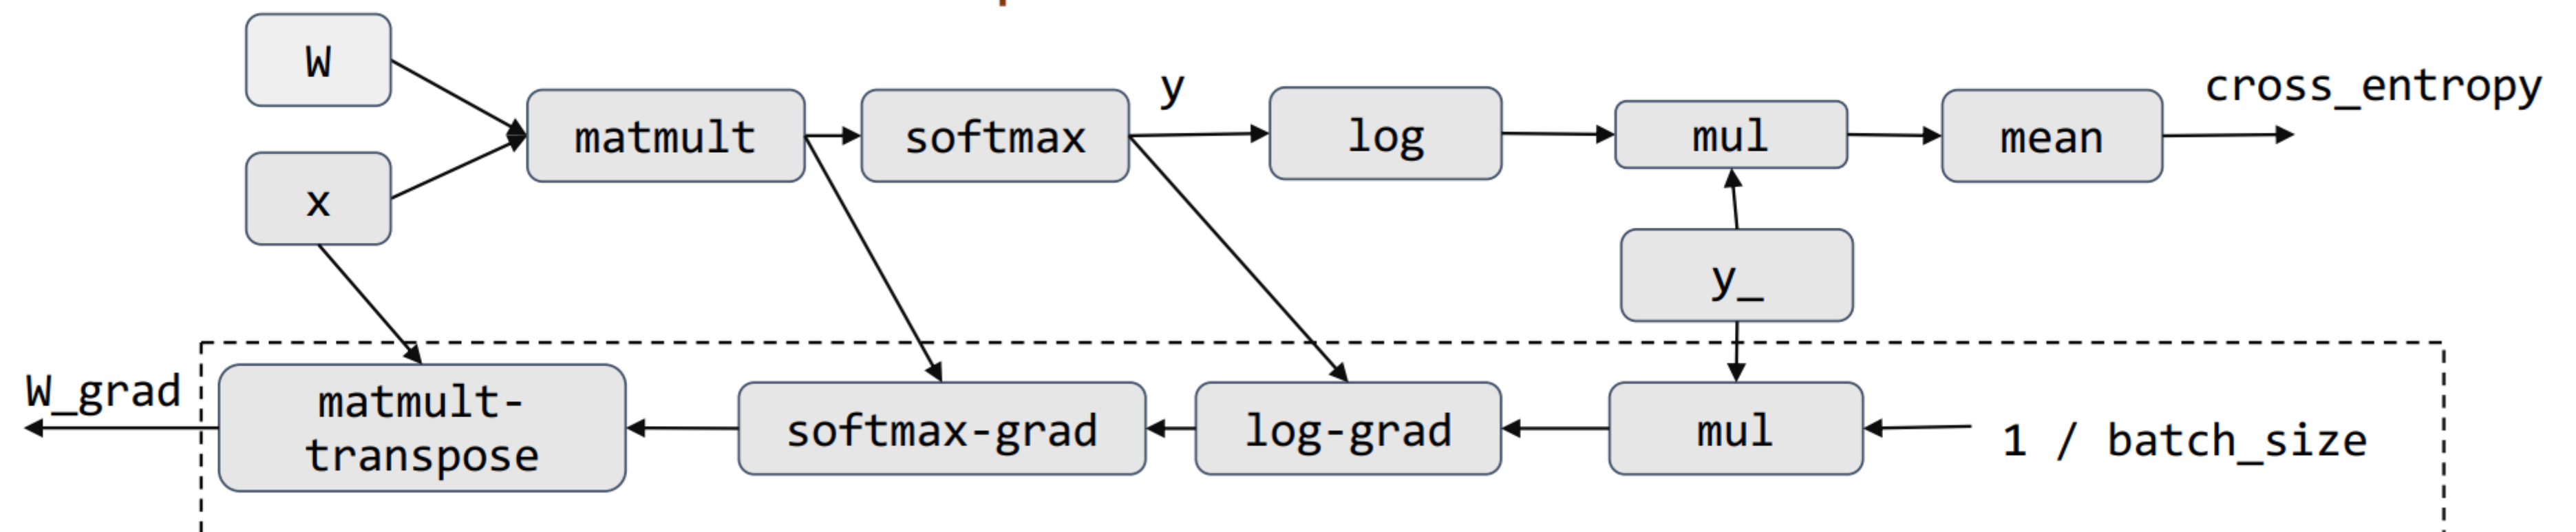 W
x
matmult
softmax
y
log
mul
mean
cross_entropy
y_
W_grad
matmult-
transpose
softmax-grad
log-grad
mul
1 / batch_size